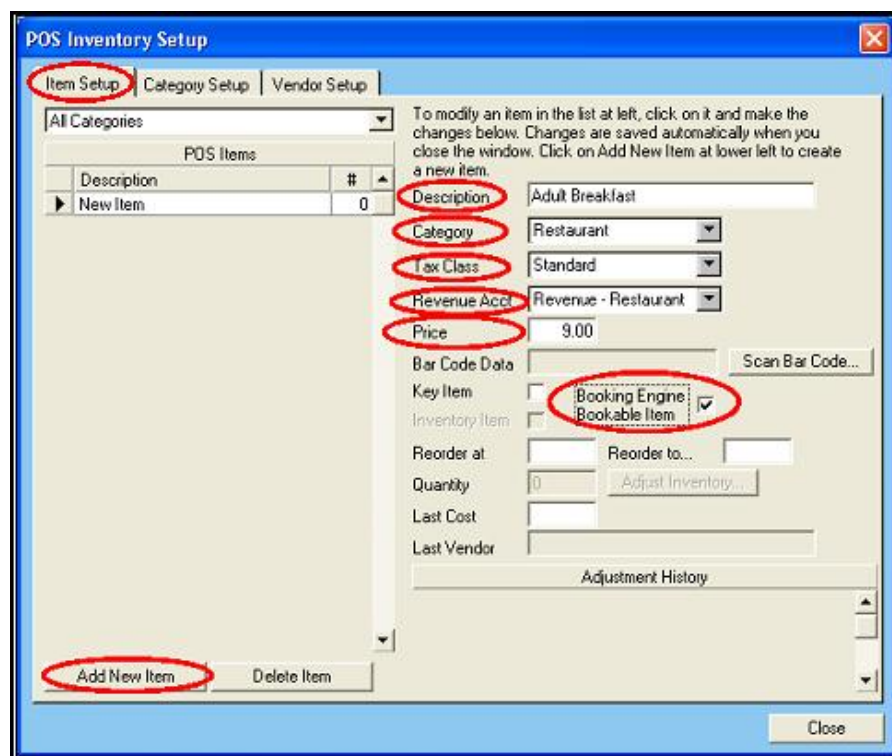 POS Inventory Setup
Item Setup Category Setup Vendor Setup
All Categories
POS Items
Description #
New Item 0
Add New Item Delete Item
To modify an item in the list at left, click on it and make the
changes below. Changes are saved automatically when you
close the window. Click on Add New Item at lower left to create
a new item.
Description Adult Breakfast
Category Restaurant
Tax Class Standard
Revenue Acct Revenue - Restaurant
Price 9.00
Bar Code Data Scan Bar Code...
Key Item Booking Engine
Inventory Item Bookable Item
Reorder at Reorder to...
Quantity 0 Adjust Inventory...
Last Cost
Last Vendor
Adjustment History
Close